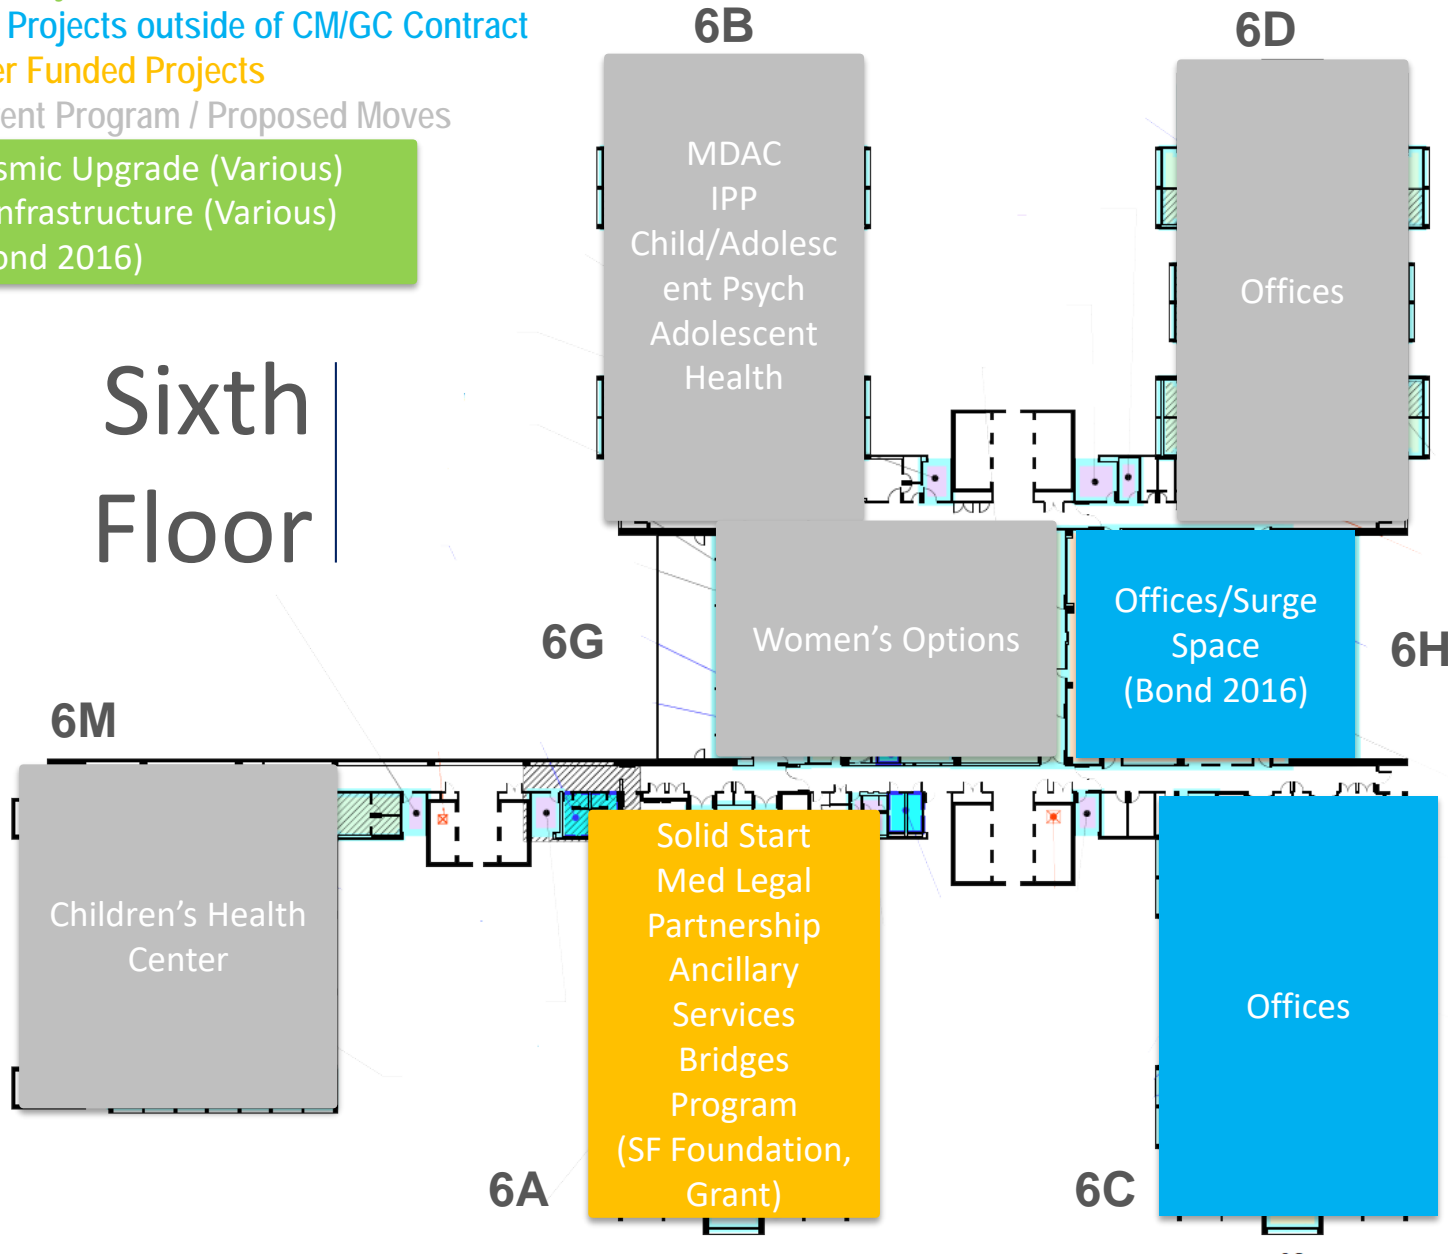 Projects outside of CM/GC Contract
er Funded Projects
ent Program / Proposed Moves
smic Upgrade (Various)
nfrastructure (Various)
ond 2016)
Sixth
Floor
6B
MDAC
IPP
Child/Adolesc
ent Psych
Adolescent
Health
6D
Offices
6G
Women's Options
Offices/Surge
Space
(Bond 2016)
6H
6M
Children's Health
Center
Solid Start
Med Legal
Partnership
Ancillary
Services
Bridges
Program
(SF Foundation,
Grant)
6A
Offices
6C